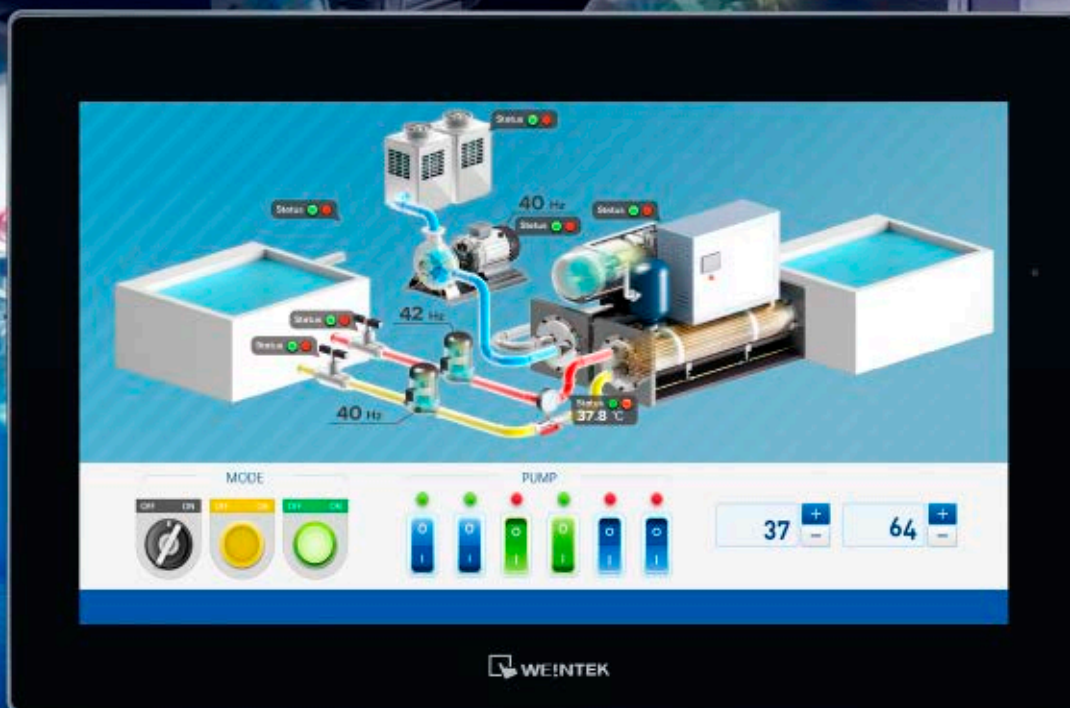 Status
Status
40 Hz
Status
Status
Status
42 Hz
Status
Status
37.8 °C
40 Hz
MODE
PUMP
OFF ON
OFF ON
OFF ON
O
I
O
I
O
I
O
I
O
I
O
I
37
+
−
64
+
−
WEINTEK